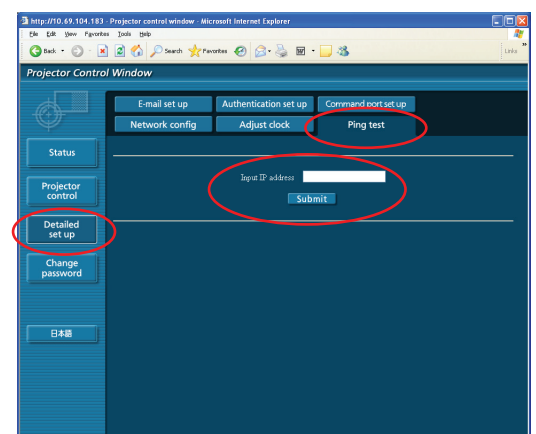 http://10.69.104.183 - Projector control window - Microsoft Internet Explorer
File Edit View Favorites Tools Help
Back Search Favorites Links
Projector Control Window
E-mail set up Authentication set up Command port set up
Network config Adjust clock Ping test
Status
Input IP address
Projector control
Submit
Detailed set up
Change password
日本語